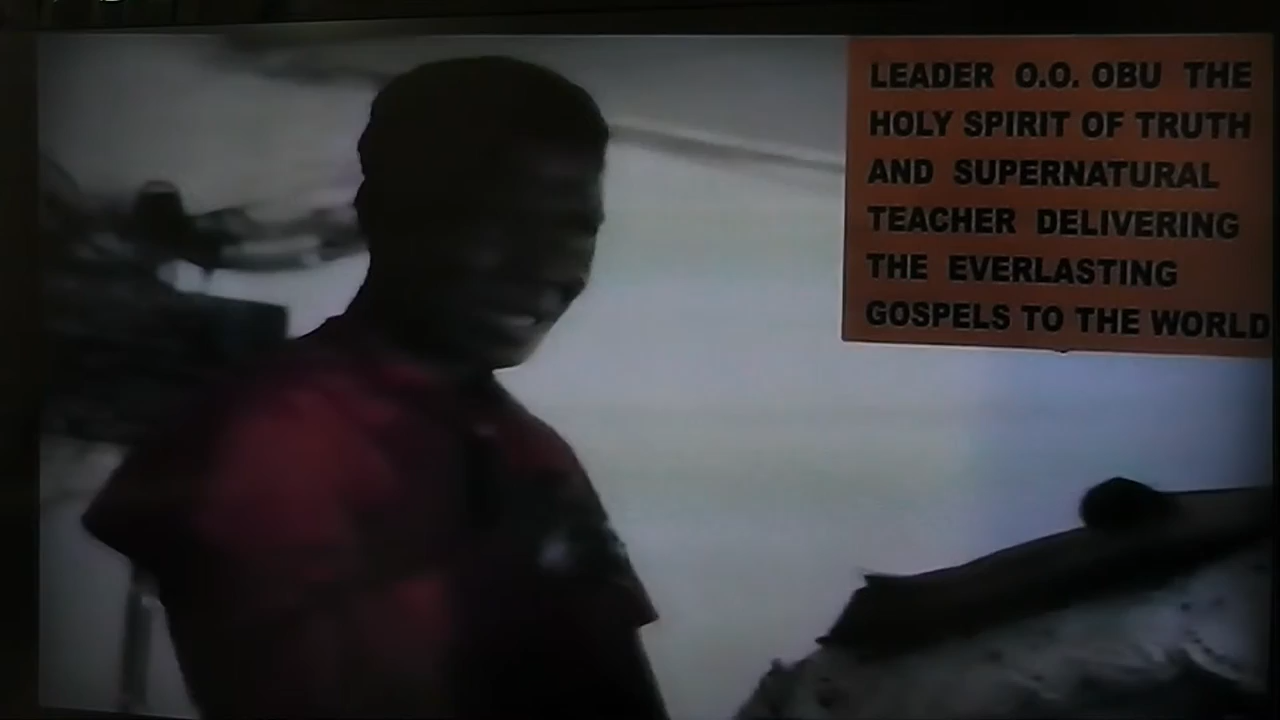 LEADER O.O. OBU THE
HOLY SPIRIT OF TRUTH
AND SUPERNATURAL
TEACHER DELIVERING
THE EVERLASTING
GOSPELS TO THE WORLD